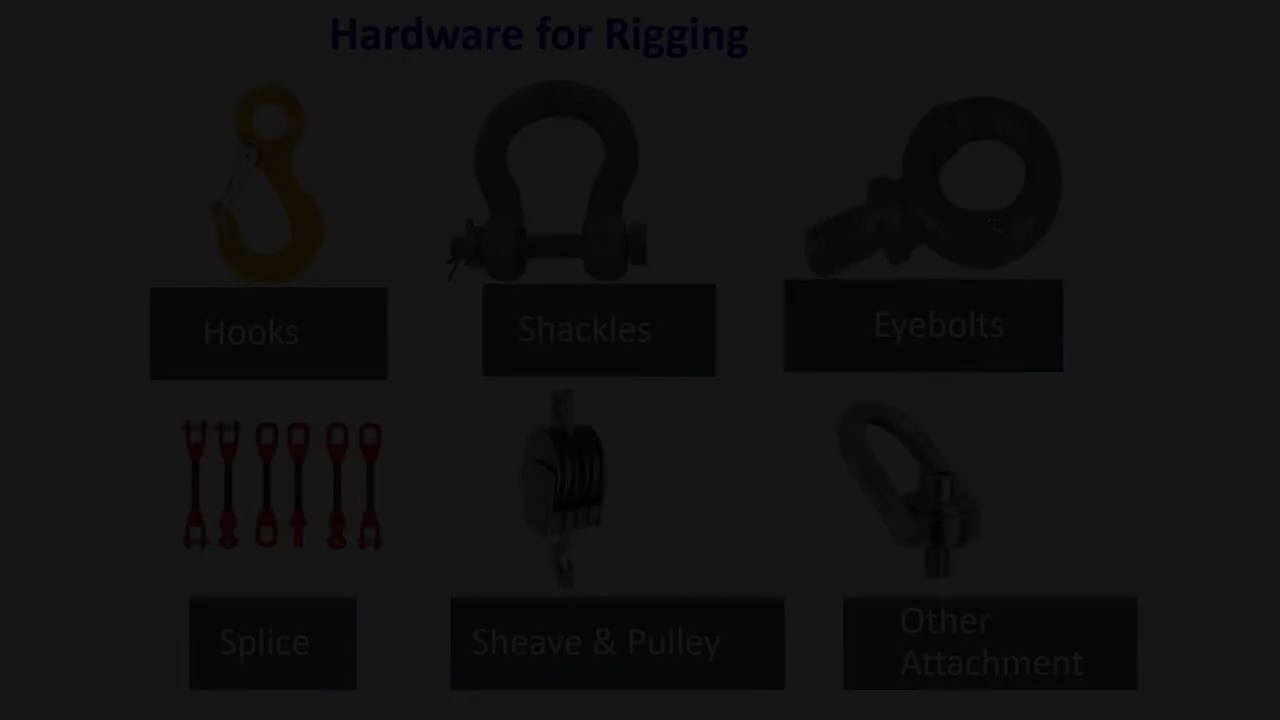 Hardware for Rigging
Hooks
Shackles
Eyebolts
Splice
Sheave & Pulley
Other
Attachment